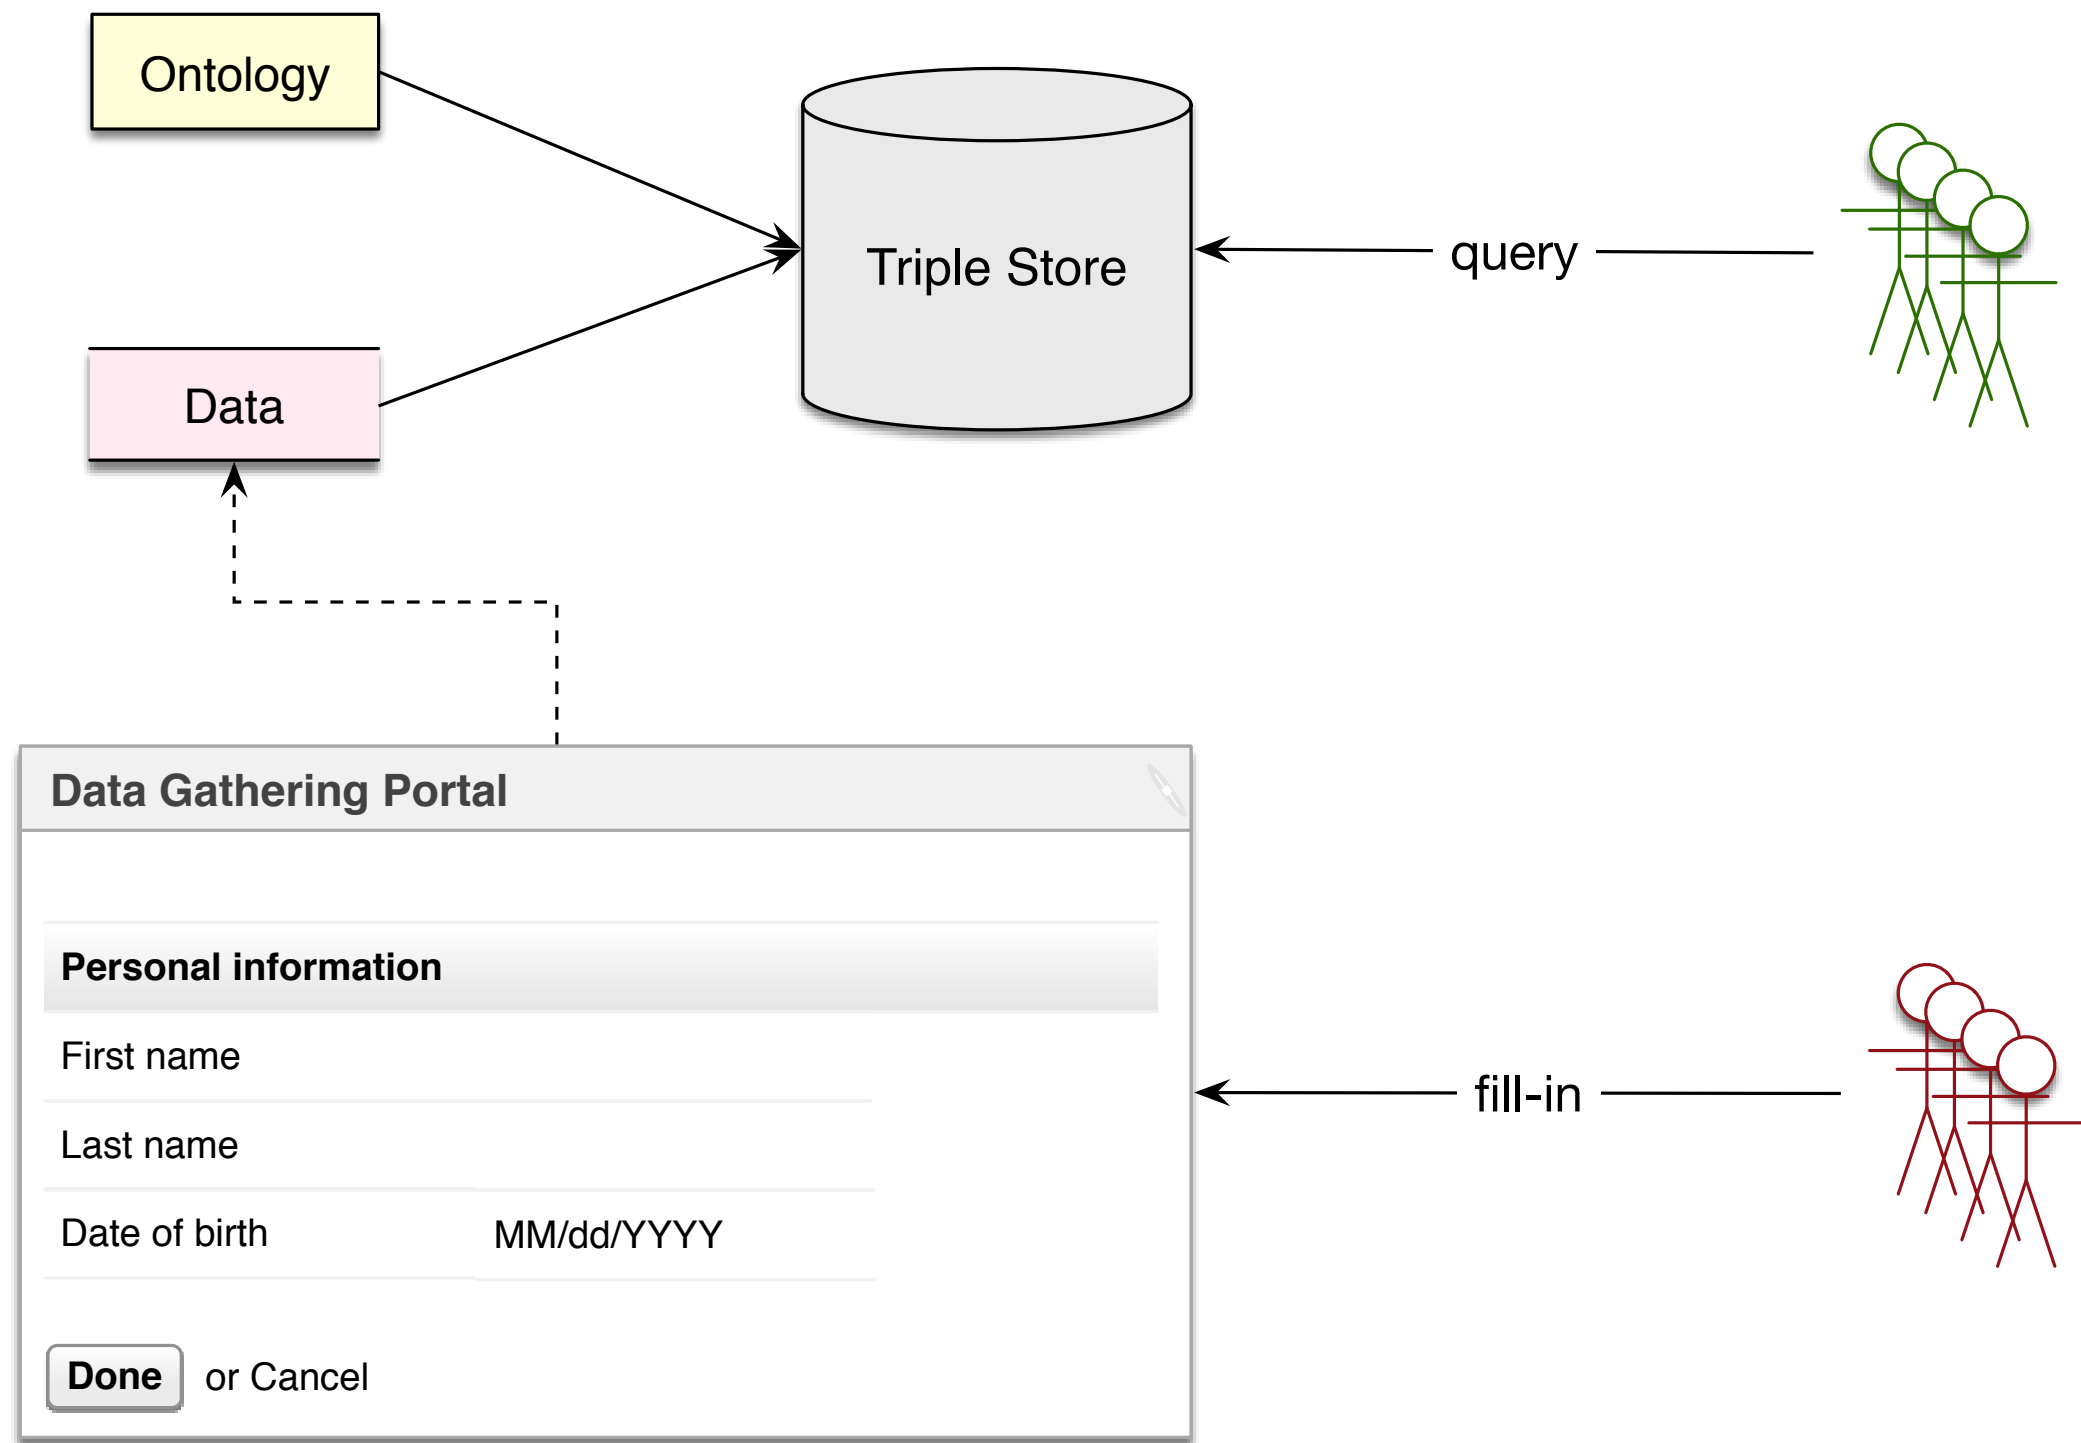 Ontology
Triple Store
query
Data
Data Gathering Portal
Personal information
First name
Last name
fill-in
Date of birth MM/dd/YYYY
Done or Cancel